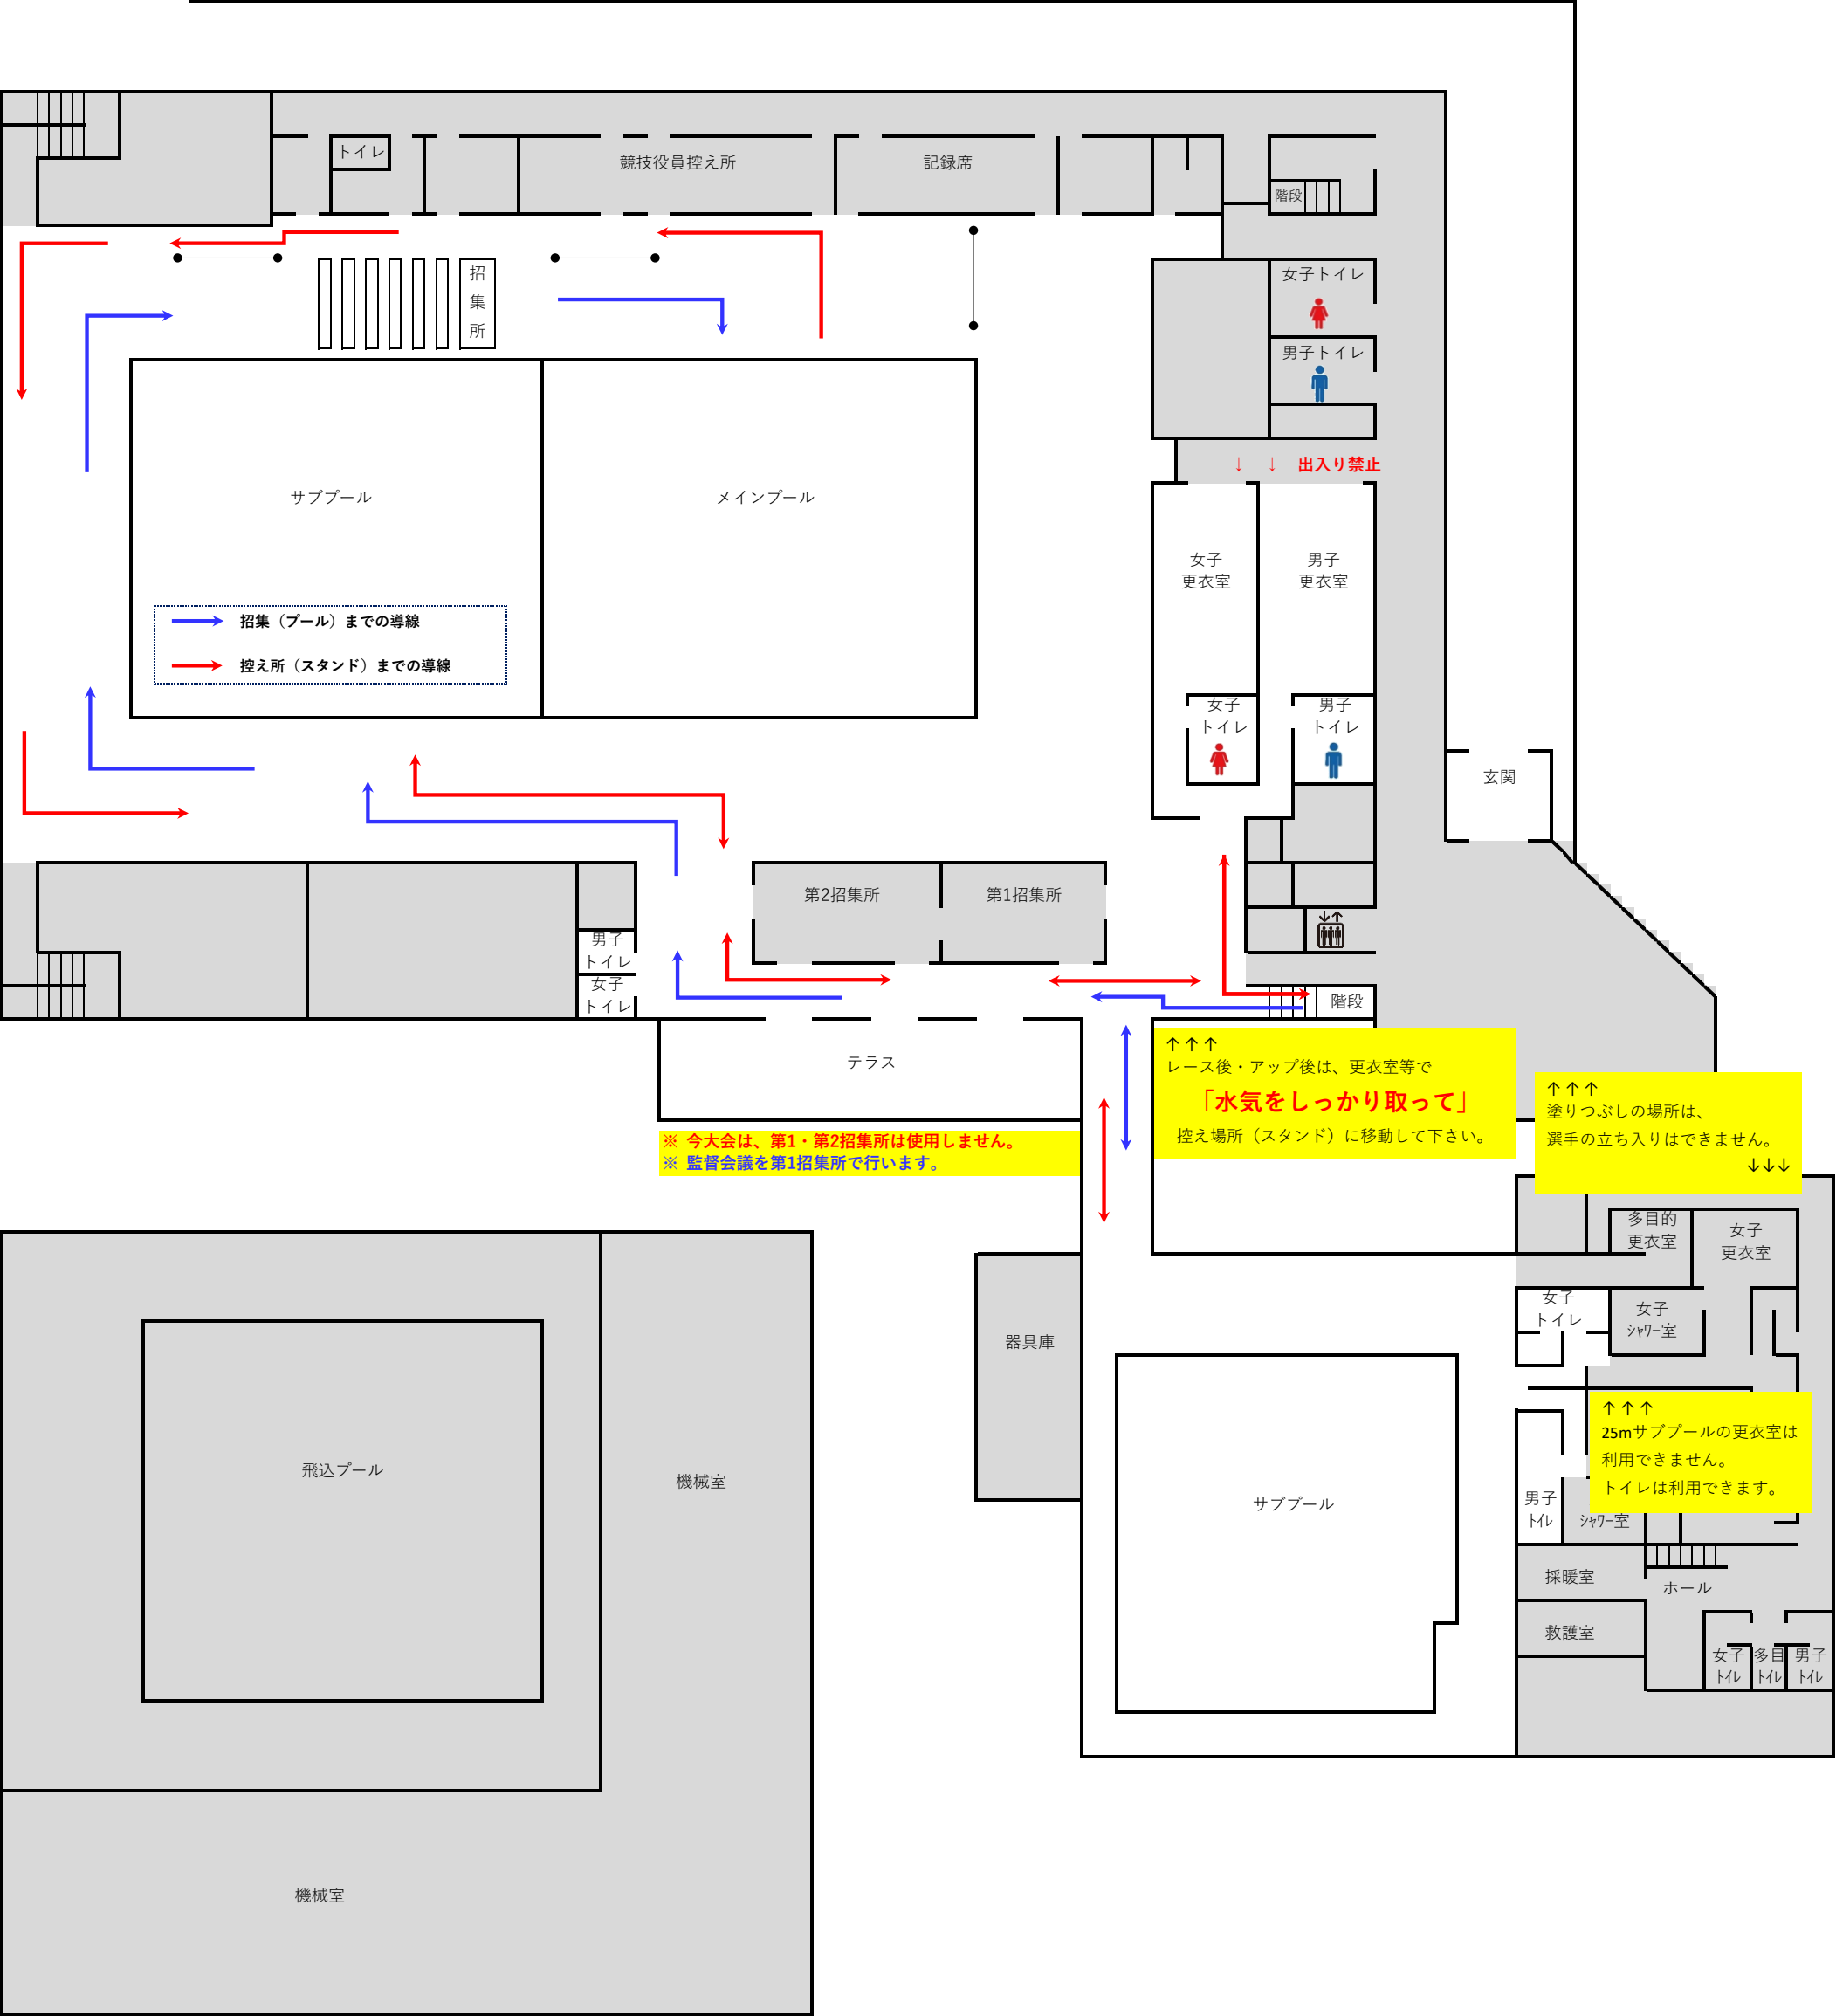 トイレ
競技役員控え所
記録席
階段
招
集
所
女子トイレ
男子トイレ
↓ ↓ 出入り禁止
サブプール
メインプール
女子
更衣室
男子
更衣室
招集（プール）までの導線
控え所（スタンド）までの導線
女子
トイレ
男子
トイレ
玄関
第2招集所
第1招集所
男子
トイレ
女子
トイレ
階段
テラス
↑ ↑ ↑
レース後・アップ後は、更衣室等で
「水気をしっかり取って」
控え場所（スタンド）に移動して下さい。
↑ ↑ ↑
塗りつぶしの場所は、
選手の立ち入りはできません。
↓↓↓
※ 今大会は、第1・第2招集所は使用しません。
※ 監督会議を第1招集所で行います。
多目的
更衣室
女子
更衣室
女子
トイレ
女子
ｼｬﾜｰ室
器具庫
↑ ↑ ↑
25mサブプールの更衣室は
利用できません。
トイレは利用できます。
飛込プール
機械室
サブプール
男子
ﾄｲﾚ
ｼｬﾜｰ室
採暖室
ホール
救護室
女子
ﾄｲﾚ
多目
ﾄｲﾚ
男子
ﾄｲﾚ
機械室